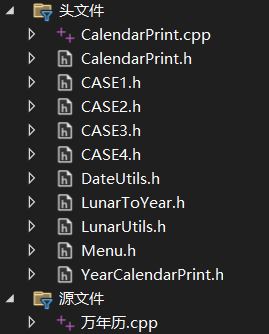 头文件
CalendarPrint.cpp
CalendarPrint.h
CASE1.h
CASE2.h
CASE3.h
CASE4.h
DateUtils.h
LunarToYear.h
LunarUtils.h
Menu.h
YearCalendarPrint.h
源文件
万年历.cpp